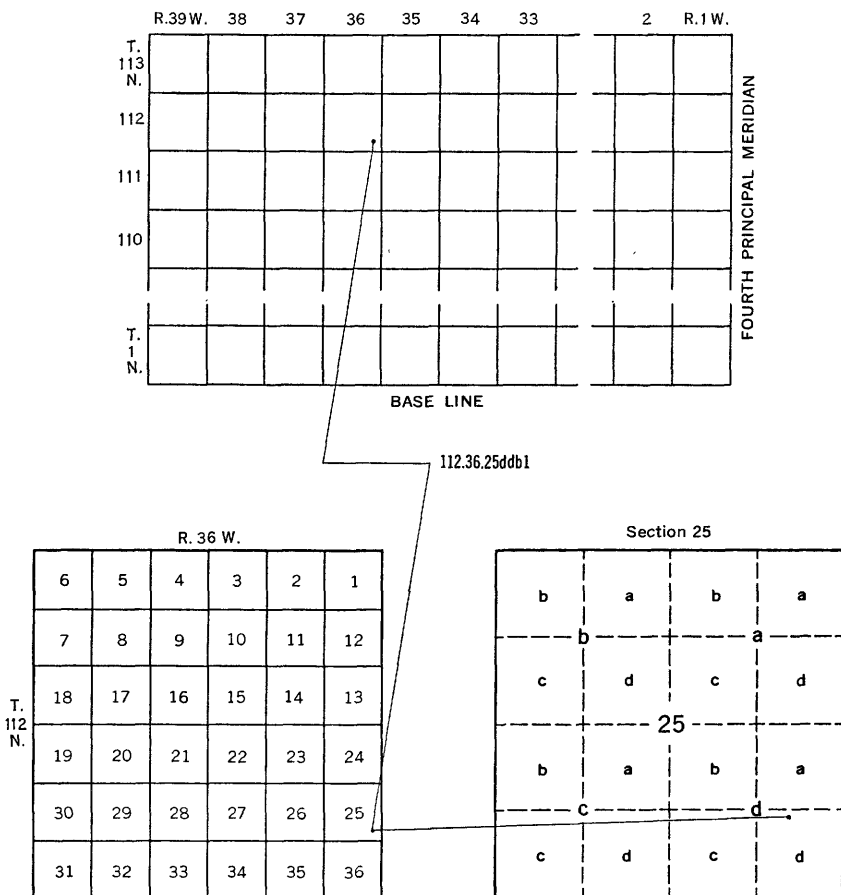 R.39 W. 38 37 36 35 34 33 2 R.1 W.
T.
113
N.
112
111
110
T.
1
N.
FOURTH PRINCIPAL MERIDIAN
BASE LINE
112.36.25ddb1
R. 36 W.
6 5 4 3 2 1
7 8 9 10 11 12
18 17 16 15 14 13
T.
112
N.
19 20 21 22 23 24
30 29 28 27 26 25
31 32 33 34 35 36
Section 25
b a b a
b a
c d c d
25
b a b a
c d
c d c d